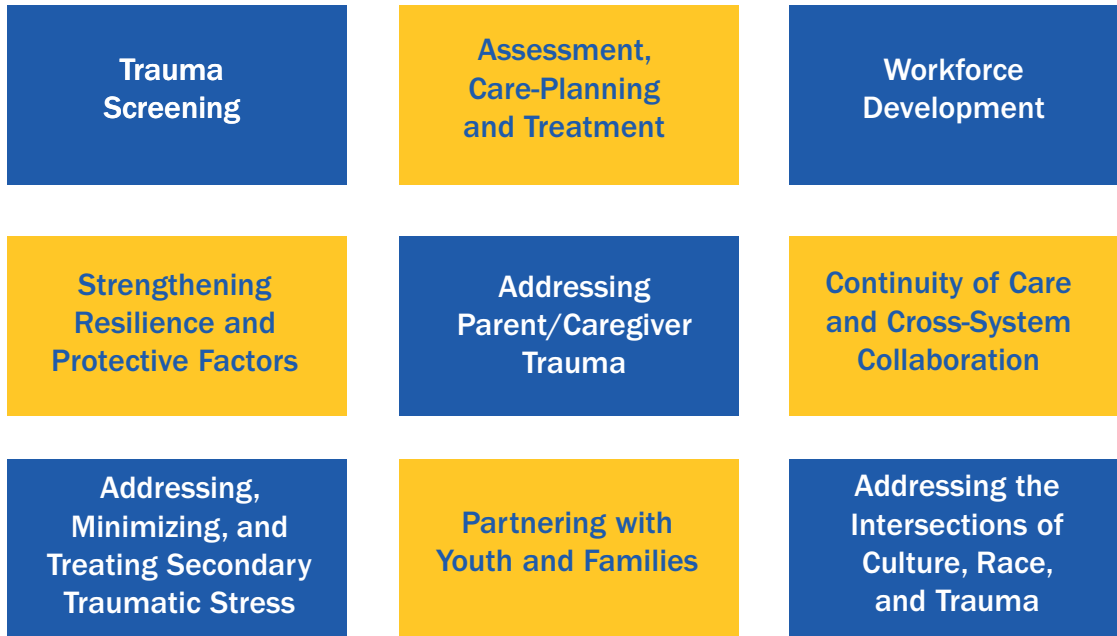 Trauma
Screening
Assessment,
Care-Planning
and Treatment
Workforce
Development
Strengthening
Resilience and
Protective Factors
Addressing
Parent/Caregiver
Trauma
Continuity of Care
and Cross-System
Collaboration
Addressing,
Minimizing, and
Treating Secondary
Traumatic Stress
Partnering with
Youth and Families
Addressing the
Intersections of
Culture, Race,
and Trauma